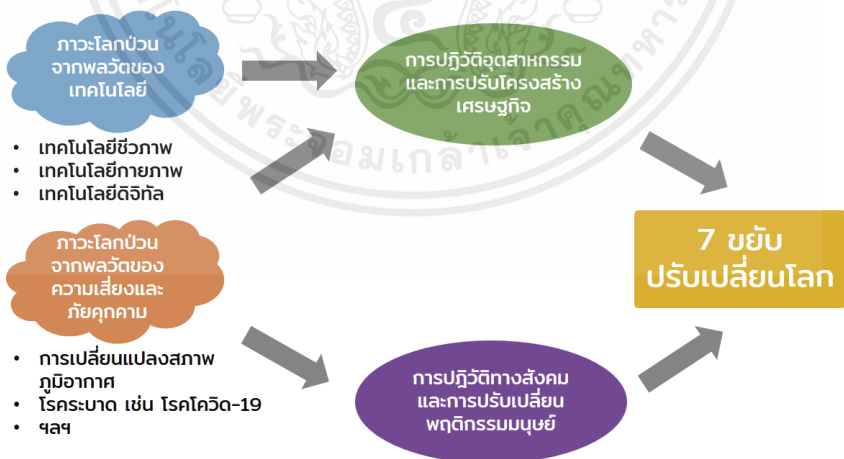 ภาวะโลกป่วน
จากพลวัตของ
เทคโนโลยี
• เทคโนโลยีชีวภาพ
• เทคโนโลยีกายภาพ
• เทคโนโลยีดิจิทัล
ภาวะโลกป่วน
จากพลวัตของ
ความเสี่ยงและ
ภัยคุกคาม
• การเปลี่ยนแปลงสภาพ
ภูมิอากาศ
• โรคระบาด เช่น โรคโควิด-19
• ฯลฯ
การปฏิวัติอุตสาหกรรม
และการปรับโครงสร้าง
เศรษฐกิจ
การปฏิวัติทางสังคม
และการปรับเปลี่ยน
พฤติกรรมมนุษย์
7 ขยับ
ปรับเปลี่ยนโลก